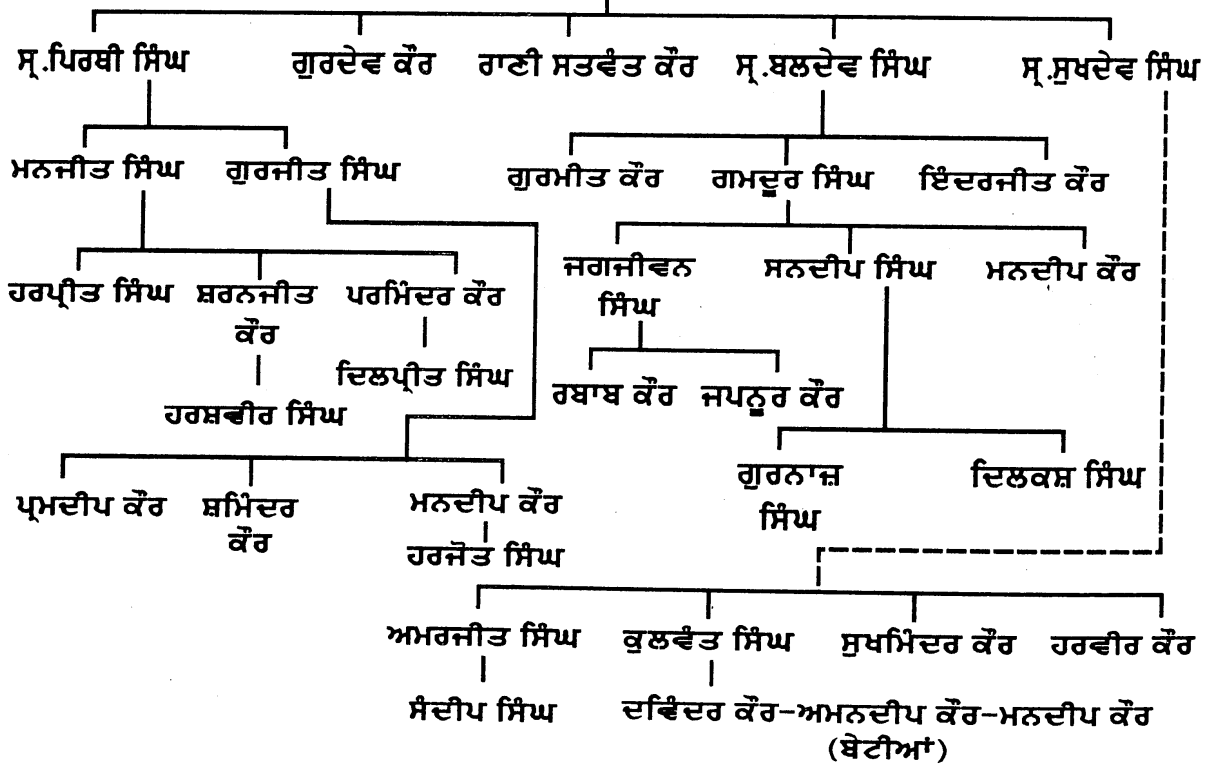 ਸ੍ਰ.ਪਿਰਥੀ ਸਿੰਘ ਗੁਰਦੇਵ ਕੌਰ ਰਾਣੀ ਸਤਵੰਤ ਕੌਰ ਸ੍ਰ.ਬਲਦੇਵ ਸਿੰਘ ਸ੍ਰ.ਸੁਖਦੇਵ ਸਿੰਘ
ਮਨਜੀਤ ਸਿੰਘ ਗੁਰਜੀਤ ਸਿੰਘ ਗੁਰਮੀਤ ਕੌਰ ਗਮਦੂਰ ਸਿੰਘ ਇੰਦਰਜੀਤ ਕੌਰ
ਜਗਜੀਵਨ ਸਨਦੀਪ ਸਿੰਘ ਮਨਦੀਪ ਕੌਰ
ਸਿੰਘ
ਹਰਪ੍ਰੀਤ ਸਿੰਘ ਸ਼ਰਨਜੀਤ ਪਰਮਿੰਦਰ ਕੌਰ
ਕੌਰ
ਦਿਲਪ੍ਰੀਤ ਸਿੰਘ ਰਬਾਬ ਕੌਰ ਜਪਨੂਰ ਕੌਰ
ਹਰਸ਼ਵੀਰ ਸਿੰਘ
ਗੁਰਨਾਜ਼ ਦਿਲਕਸ਼ ਸਿੰਘ
ਸਿੰਘ
ਪ੍ਰਮਦੀਪ ਕੌਰ ਸ਼ਮਿੰਦਰ ਮਨਦੀਪ ਕੌਰ
ਕੌਰ
ਹਰਜੋਤ ਸਿੰਘ
ਅਮਰਜੀਤ ਸਿੰਘ ਕੁਲਵੰਤ ਸਿੰਘ ਸੁਖਮਿੰਦਰ ਕੌਰ ਹਰਵੀਰ ਕੌਰ
ਸੰਦੀਪ ਸਿੰਘ ਦਵਿੰਦਰ ਕੌਰ-ਅਮਨਦੀਪ ਕੌਰ-ਮਨਦੀਪ ਕੌਰ
(ਬੇਟੀਆਂ)